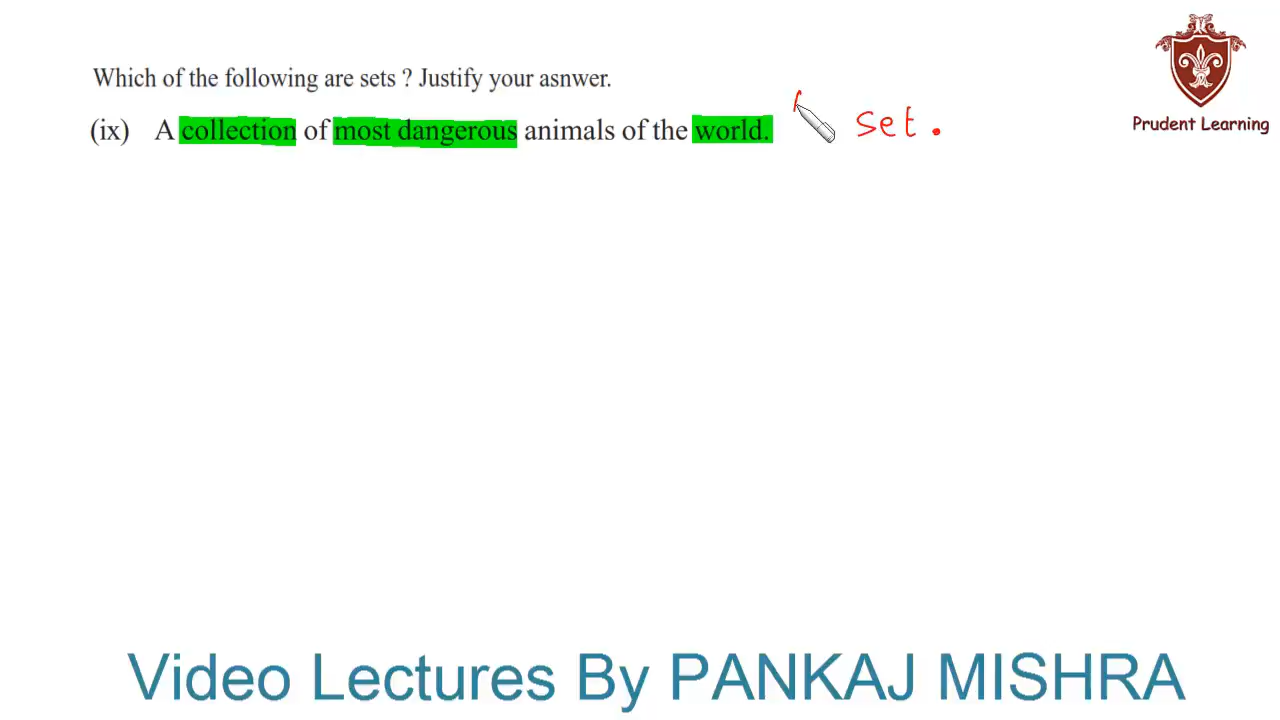 Which of the following are sets ? Justify your asnwer.
(ix) A collection of most dangerous animals of the world. set.
Prudent Learning
Video Lectures By PANKAJ MISHRA